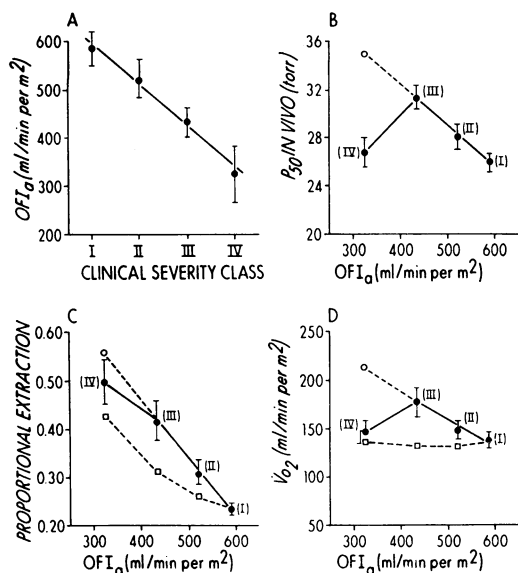 A
OFIa (ml/min per m²)
600
500
400
300
200
I II III IV
CLINICAL SEVERITY CLASS
B
P50 IN VIVO (torr)
36
32
28
24
20
(III)
(II)
(IV)
(I)
300 400 500 600
OFIa (ml/min per m²)
C
PROPORTIONAL EXTRACTION
0.60
0.50
0.40
0.30
0.20
(IV)
(III)
(II)
(I)
300 400 500 600
OFIa (ml/min per m²)
D
V̇O2 (ml/min per m²)
250
200
150
100
50
(III)
(IV)
(II)
(I)
300 400 500 600
OFIa (ml/min per m²)